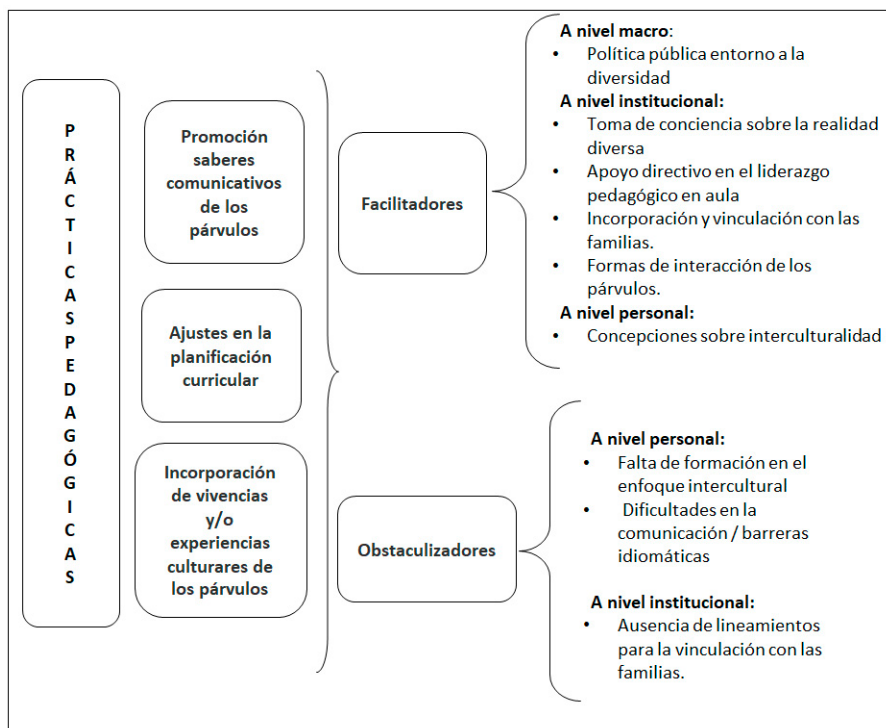 PRÁCTICAS PEDAGÓGICAS
Promoción
saberes
comunicativos
de los
párvulos
Ajustes en la
planificación
curricular
Incorporación
de vivencias
y/o
experiencias
culturares de
los párvulos
Facilitadores
A nivel macro:
• Política pública entorno a la
diversidad
A nivel institucional:
• Toma de conciencia sobre la realidad
diversa
• Apoyo directivo en el liderazgo
pedagógico en aula
• Incorporación y vinculación con las
familias.
• Formas de interacción de los
párvulos.
A nivel personal:
• Concepciones sobre interculturalidad
Obstaculizadores
A nivel personal:
• Falta de formación en el
enfoque intercultural
• Dificultades en la
comunicación / barreras
idiomáticas
A nivel institucional:
• Ausencia de lineamientos
para la vinculación con las
familias.